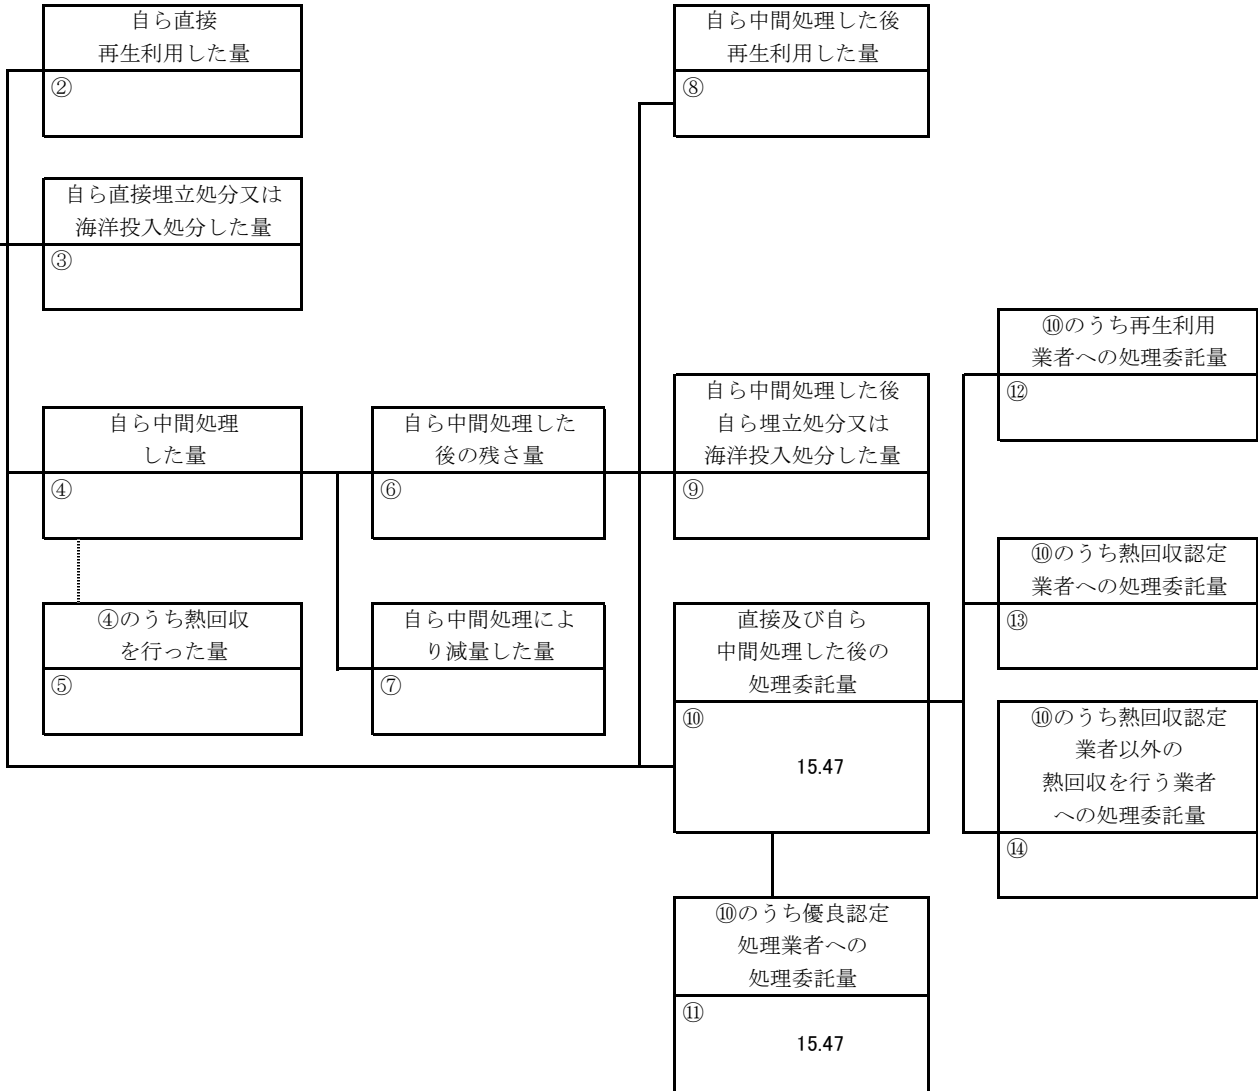 自ら直接
再生利用した量
②
自ら中間処理した後
再生利用した量
⑧
自ら直接埋立処分又は
海洋投入処分した量
③
⑩のうち再生利用
業者への処理委託量
⑫
自ら中間処理
した量
④
自ら中間処理した
後の残さ量
⑥
自ら中間処理した後
自ら埋立処分又は
海洋投入処分した量
⑨
⑩のうち熱回収認定
業者への処理委託量
⑬
④のうち熱回収
を行った量
⑤
自ら中間処理によ
り減量した量
⑦
直接及び自ら
中間処理した後の
処理委託量
⑩
15.47
⑩のうち熱回収認定
業者以外の
熱回収を行う業者
への処理委託量
⑭
⑩のうち優良認定
処理業者への
処理委託量
⑪
15.47